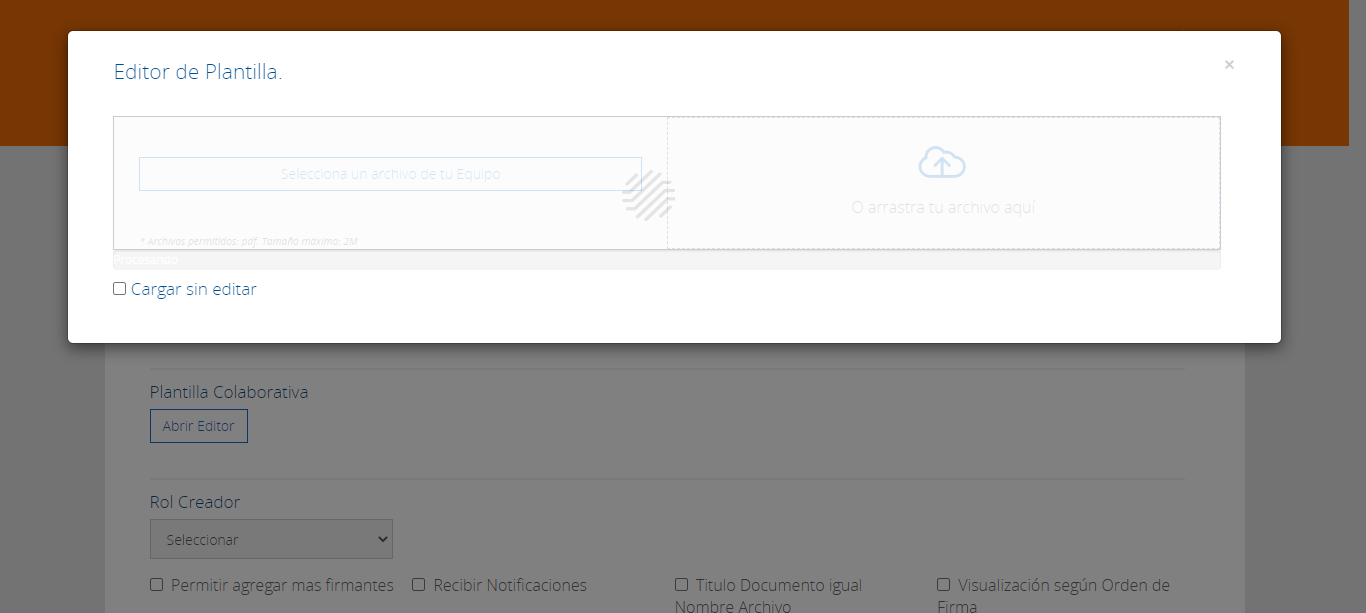 Editor de Plantilla.
×
Selecciona un archivo de tu Equipo
O arrastra tu archivo aquí
* Archivos permitidos: pdf. Tamaño maximo: 2M
Procesando
Cargar sin editar
Plantilla Colaborativa
Abrir Editor
Rol Creador
Seleccionar
Permitir agregar mas firmantes
Recibir Notificaciones
Titulo Documento igual
Nombre Archivo
Visualización según Orden de
Firma